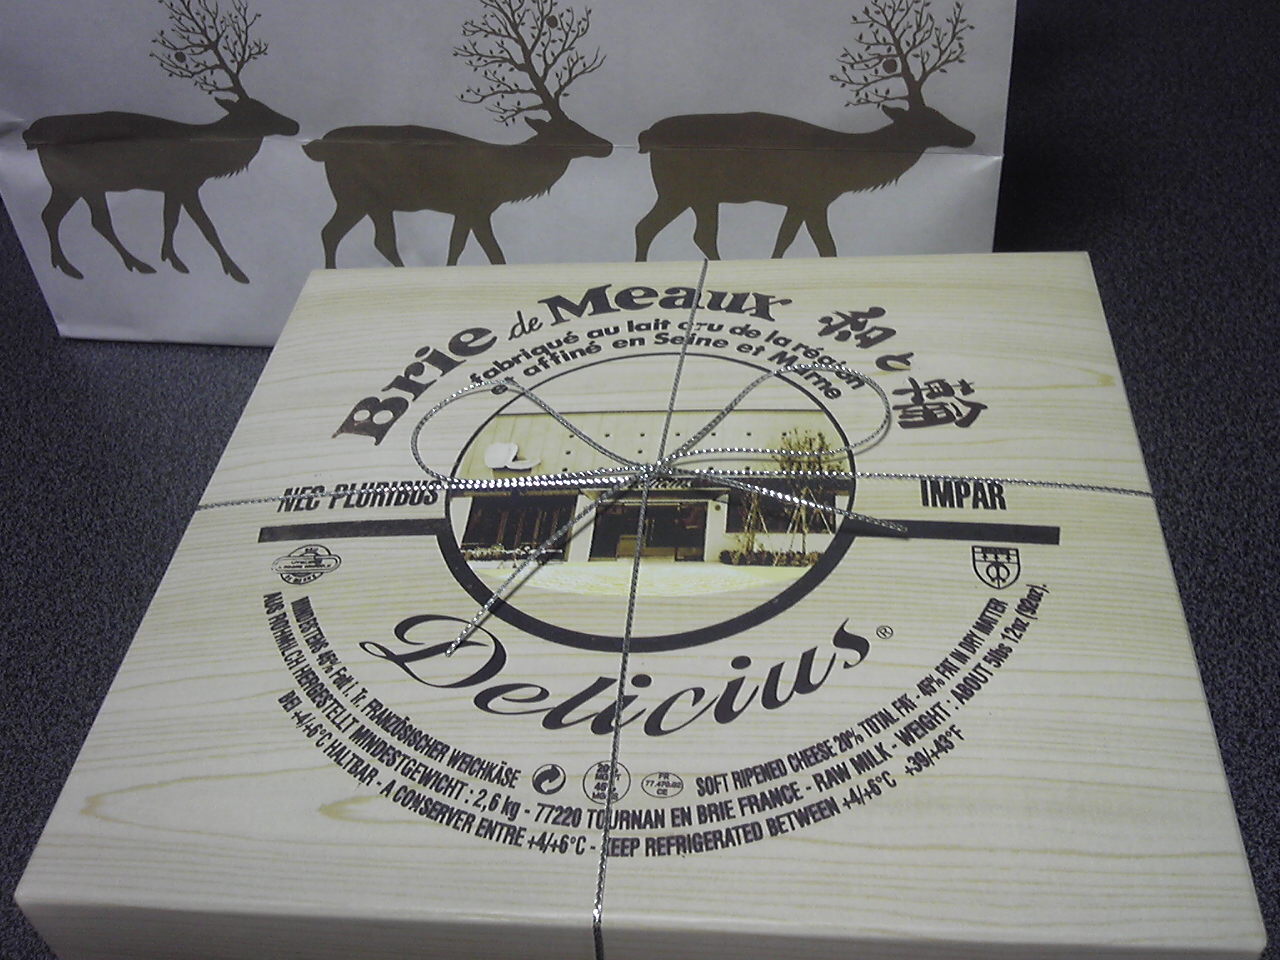 Brie de Meaux 和と輪
fabriqué au lait cru de la région
et affiné en Seine et Marne
NEC PLURIBUS IMPAR
Delicius®
MINDESTENS 45% Fett i. Tr. FRANZÖSISCHER WEICHKÄSE
SOFT RIPENED CHEESE 20% TOTAL FAT - 45% FAT IN DRY MATTER
AUS ROHMILCH HERGESTELLT MINDESTGEWICHT : 2,6 kg - 77220 TOURNAN EN BRIE FRANCE - RAW MILK - WEIGHT : ABOUT 5lbs 12oz (92oz).
BEI +4/+6°C HALTBAR - A CONSERVER ENTRE +4/+6°C - KEEP REFRIGERATED BETWEEN +4/+6°C +39/+43°F